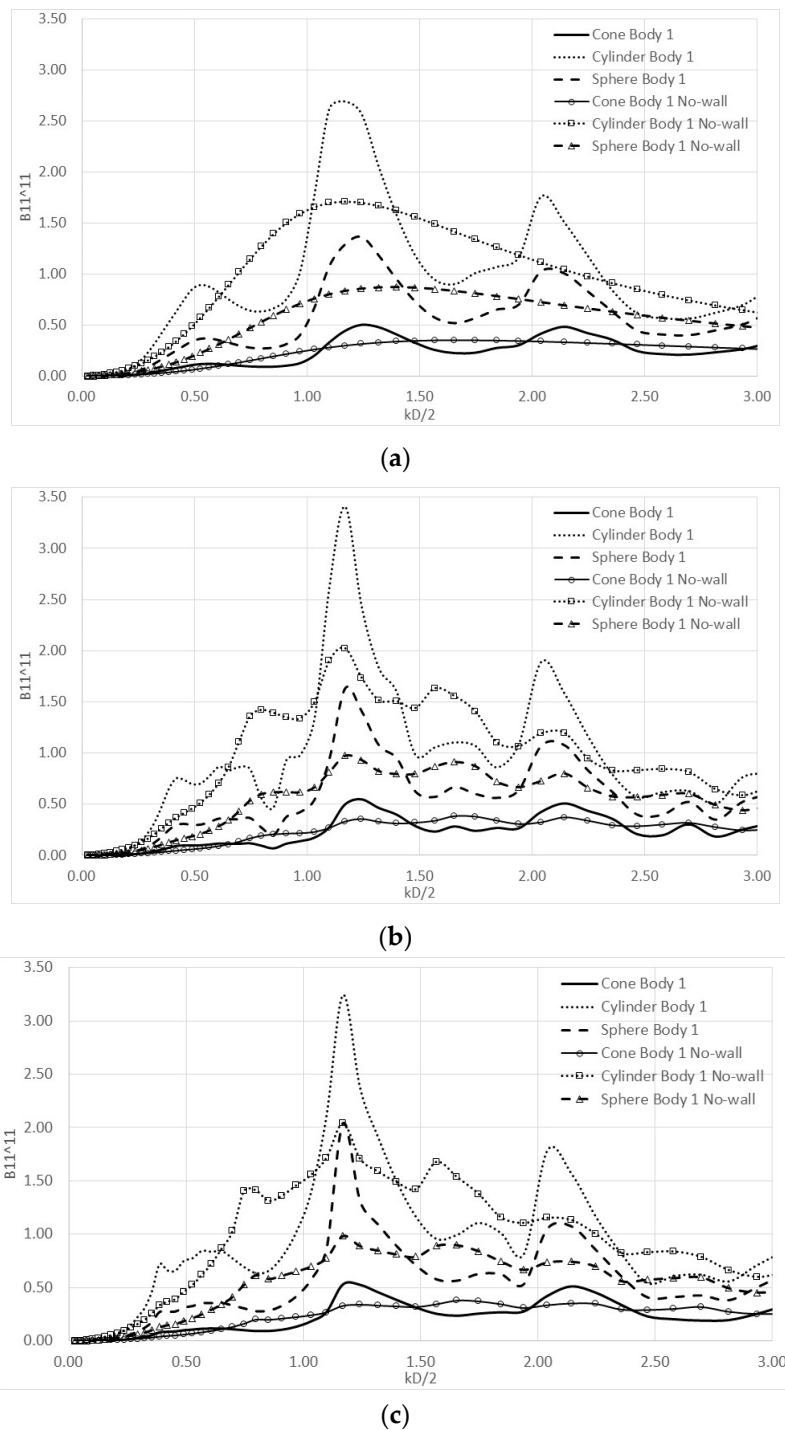 3.50
3.00
2.50
2.00
1.50
1.00
0.50
0.00
B11^11
0.00 0.50 1.00 1.50 2.00 2.50 3.00
kD/2
Cone Body 1
Cylinder Body 1
Sphere Body 1
Cone Body 1 No-wall
Cylinder Body 1 No-wall
Sphere Body 1 No-wall
(a)
3.50
3.00
2.50
2.00
1.50
1.00
0.50
0.00
B11^11
0.00 0.50 1.00 1.50 2.00 2.50 3.00
kD/2
Cone Body 1
Cylinder Body 1
Sphere Body 1
Cone Body 1 No-wall
Cylinder Body 1 No-wall
Sphere Body 1 No-wall
(b)
3.50
3.00
2.50
2.00
1.50
1.00
0.50
0.00
B11^11
0.00 0.50 1.00 1.50 2.00 2.50 3.00
kD/2
Cone Body 1
Cylinder Body 1
Sphere Body 1
Cone Body 1 No-wall
Cylinder Body 1 No-wall
Sphere Body 1 No-wall
(c)